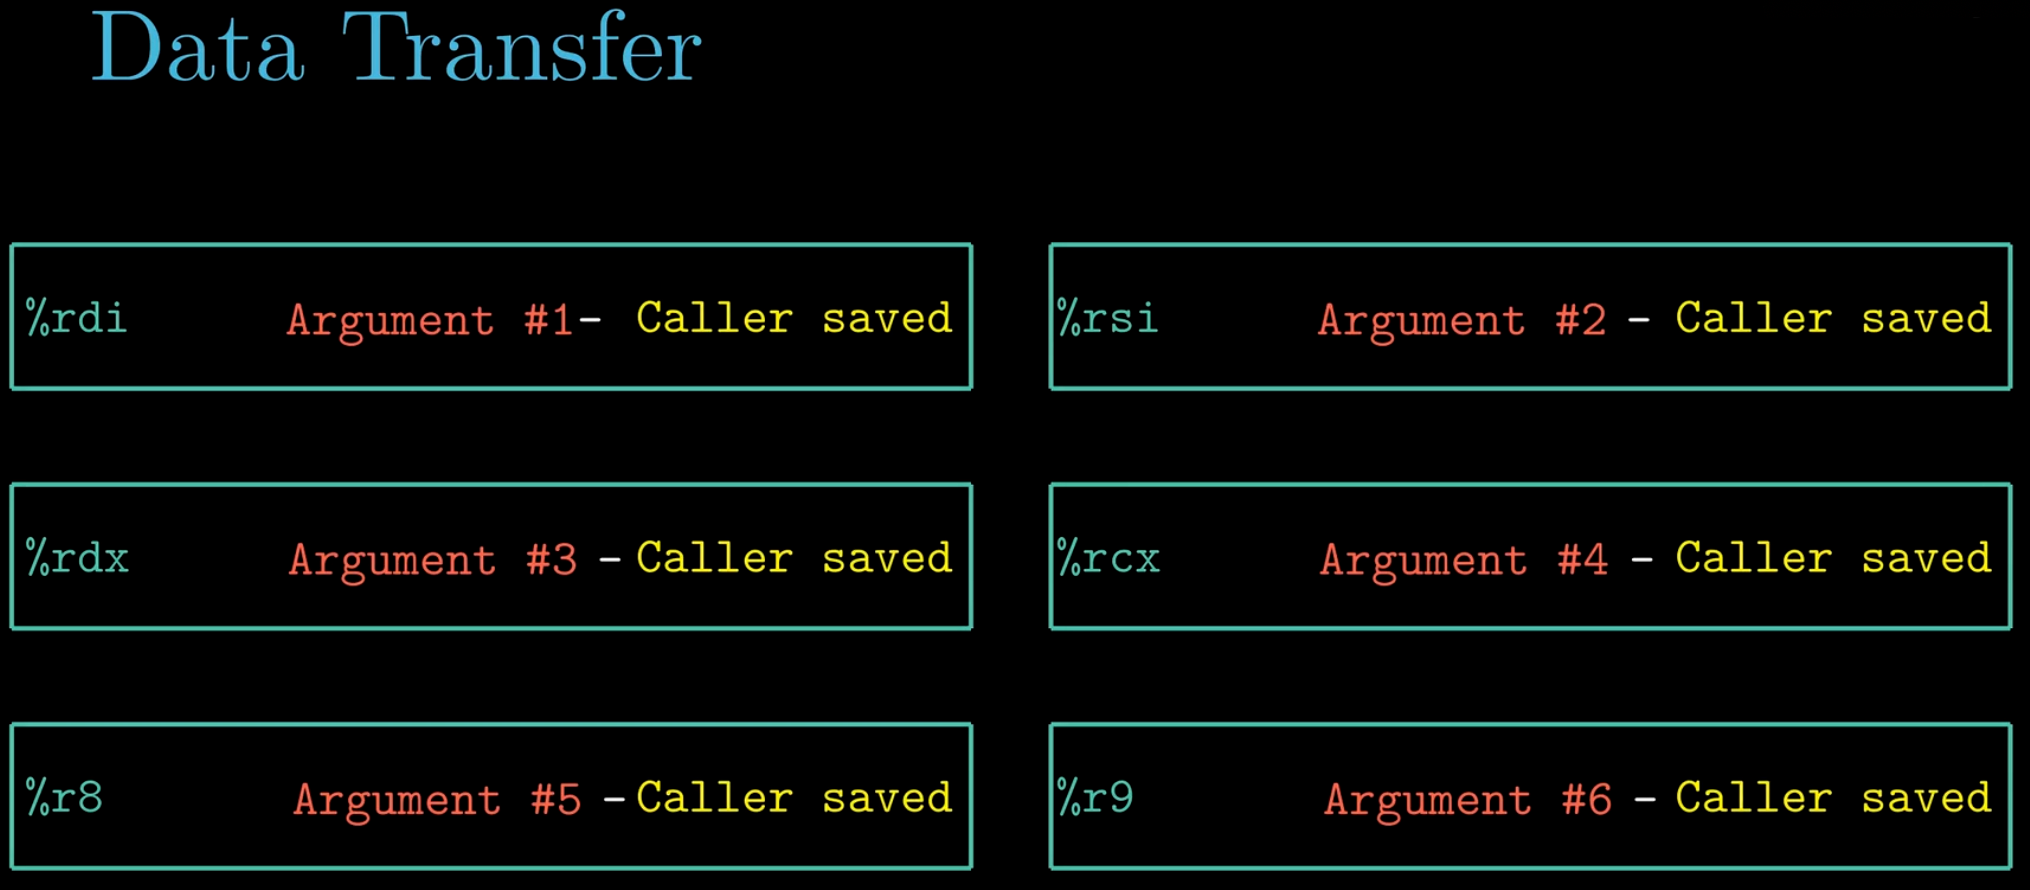 Data Transfer
%rdi Argument #1- Caller saved
%rsi Argument #2 - Caller saved
%rdx Argument #3 - Caller saved
%rcx Argument #4 - Caller saved
%r8 Argument #5 - Caller saved
%r9 Argument #6 - Caller saved